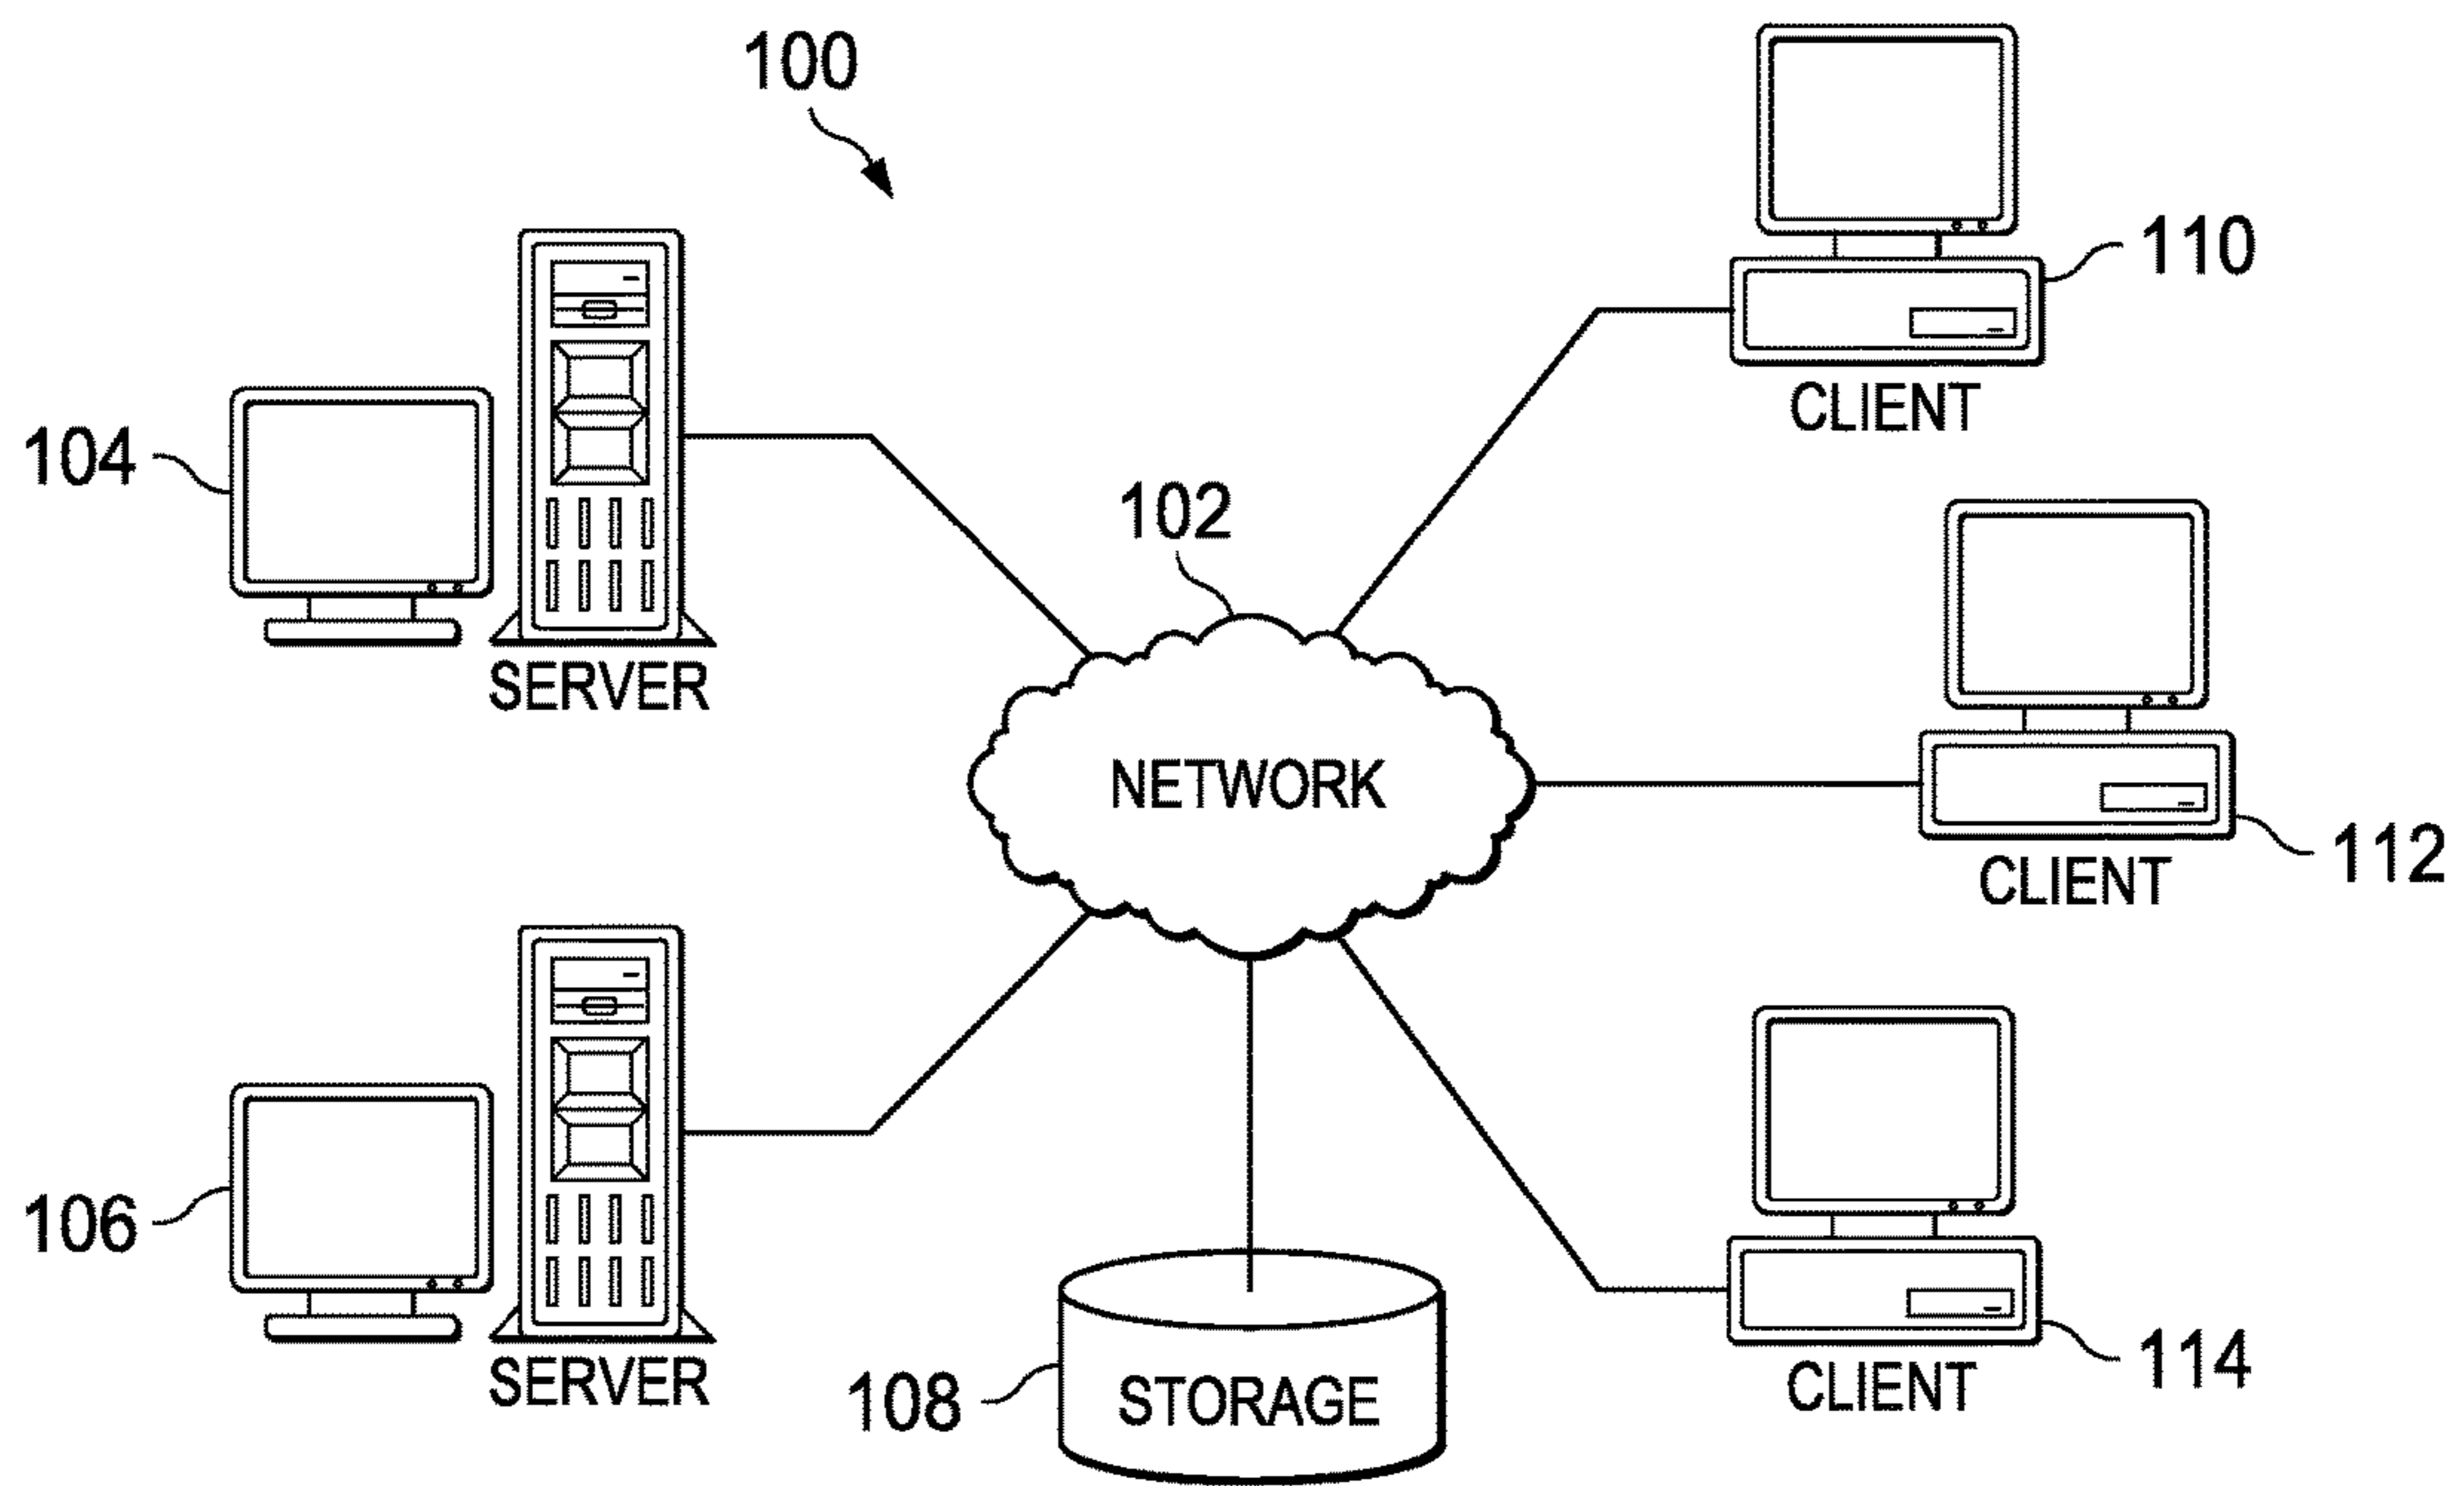 100
110
CLIENT
104
SERVER
102
NETWORK
112
CLIENT
106
SERVER
108
STORAGE
114
CLIENT